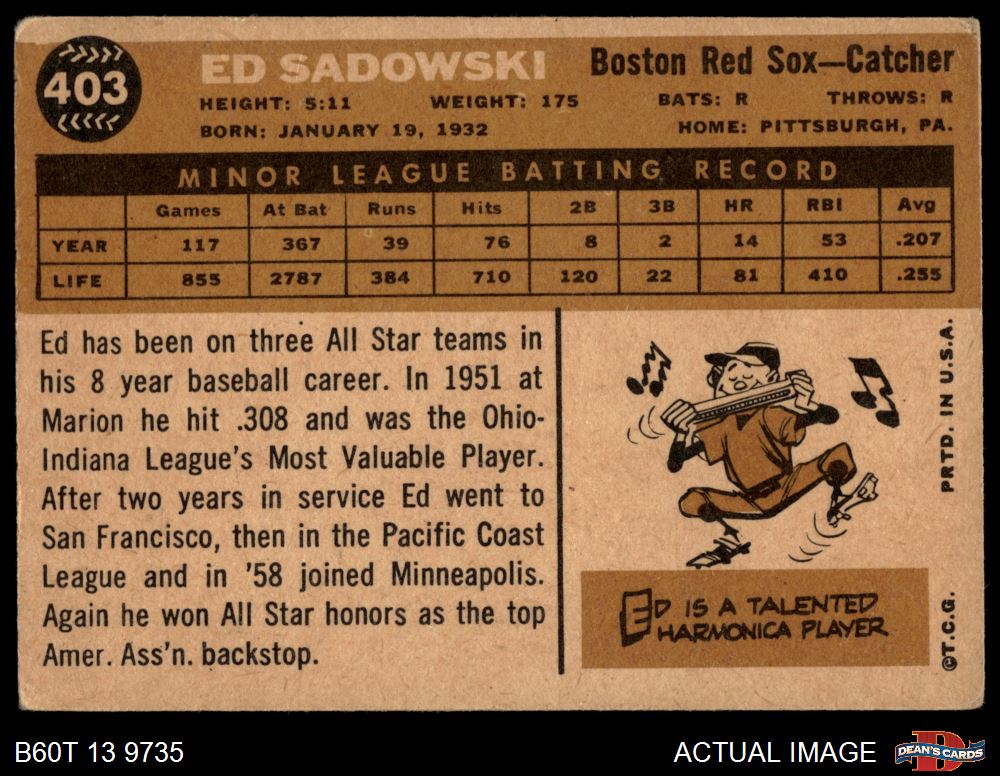 403
ED SADOWSKI
Boston Red Sox—Catcher
HEIGHT: 5:11 WEIGHT: 175 BATS: R THROWS: R
BORN: JANUARY 19, 1932 HOME: PITTSBURGH, PA.
MINOR LEAGUE BATTING RECORD
Games At Bat Runs Hits 2B 3B HR RBI Avg
YEAR 117 367 39 76 8 2 14 53 .207
LIFE 855 2787 384 710 120 22 81 410 .255
Ed has been on three All Star teams in
his 8 year baseball career. In 1951 at
Marion he hit .308 and was the Ohio-
Indiana League's Most Valuable Player.
After two years in service Ed went to
San Francisco, then in the Pacific Coast
League and in '58 joined Minneapolis.
Again he won All Star honors as the top
Amer. Ass'n. backstop.
ED IS A TALENTED
HARMONICA PLAYER
©T.C.G. PRTD. IN U.S.A.
B60T 13 9735
ACTUAL IMAGE
DEAN'S CARDS